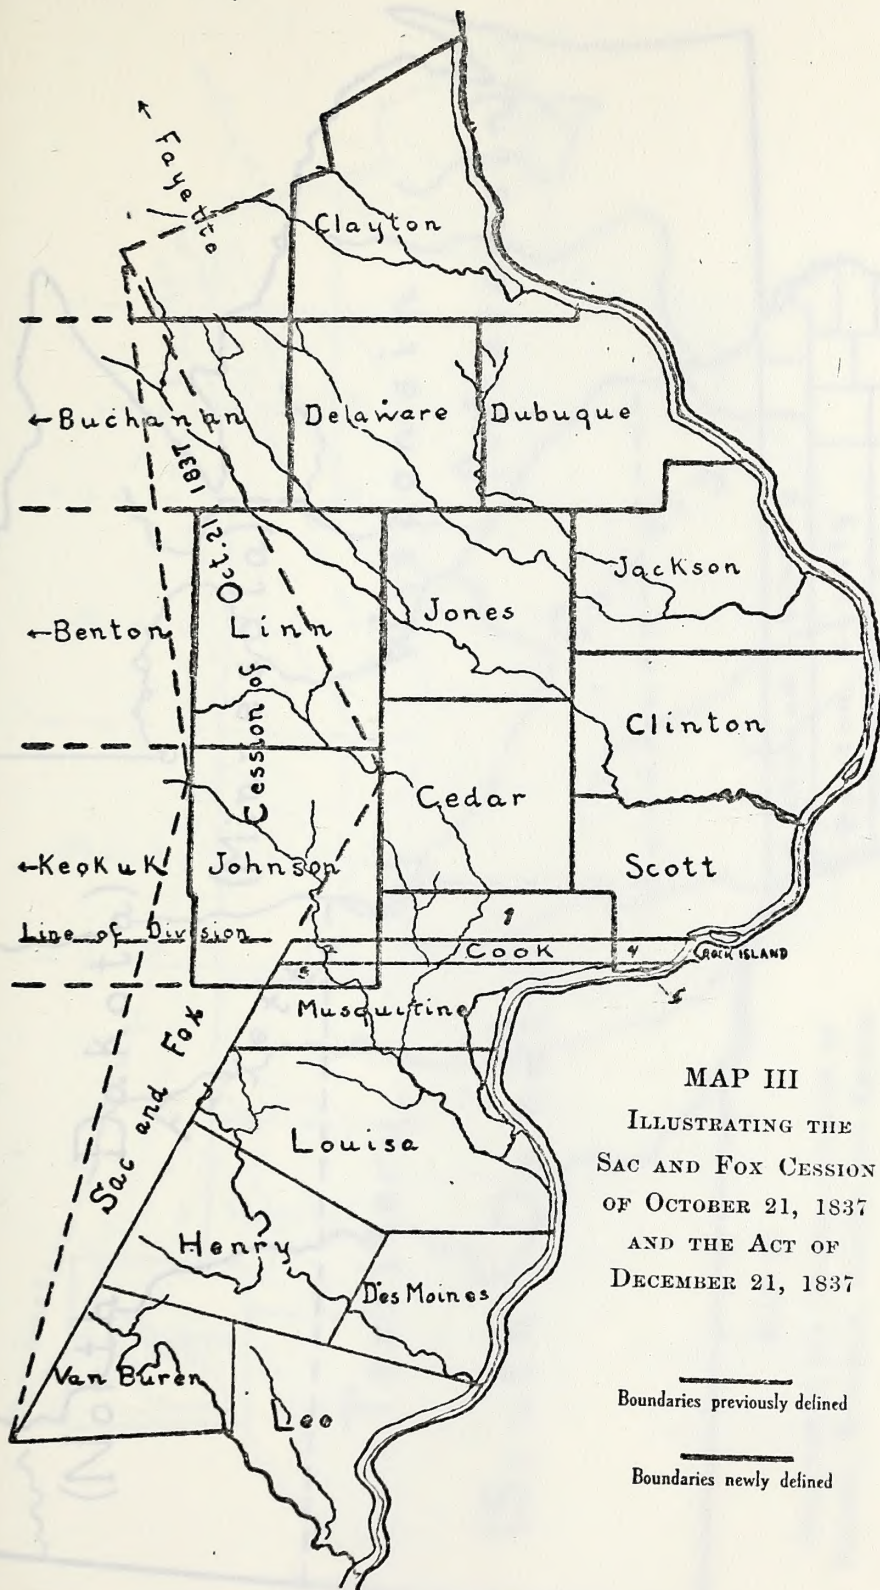 Fayette
Clayton
←Buchanan
Delaware
Dubuque
Cession of Oct. 21 1837
←Benton
Linn
Jones
Jackson
Clinton
Cedar
←Keokuk
Johnson
Scott
Line of Division
1
2
Cook
4
ROCK ISLAND
3
5
Musquitine
Sac and Fox
Louisa
Henry
Des Moines
Van Buren
Lee
MAP III
ILLUSTRATING THE
SAC AND FOX CESSION
OF OCTOBER 21, 1837
AND THE ACT OF
DECEMBER 21, 1837
Boundaries previously defined
Boundaries newly defined